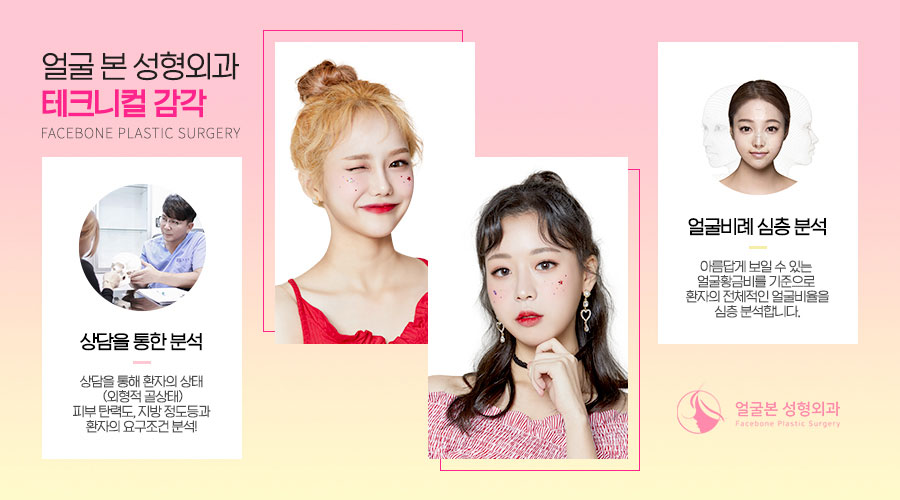 얼굴 본 성형외과
테크니컬 감각
FACEBONE PLASTIC SURGERY
상담을 통한 분석
상담을 통해 환자의 상태
(외형적 골상태)
피부 탄력도, 지방 정도등과
환자의 요구조건 분석!
얼굴비례 심층 분석
아름답게 보일 수 있는
얼굴황금비를 기준으로
환자의 전체적인 얼굴비율을
심층 분석합니다.
얼굴본 성형외과
Facebone Plastic Surgery